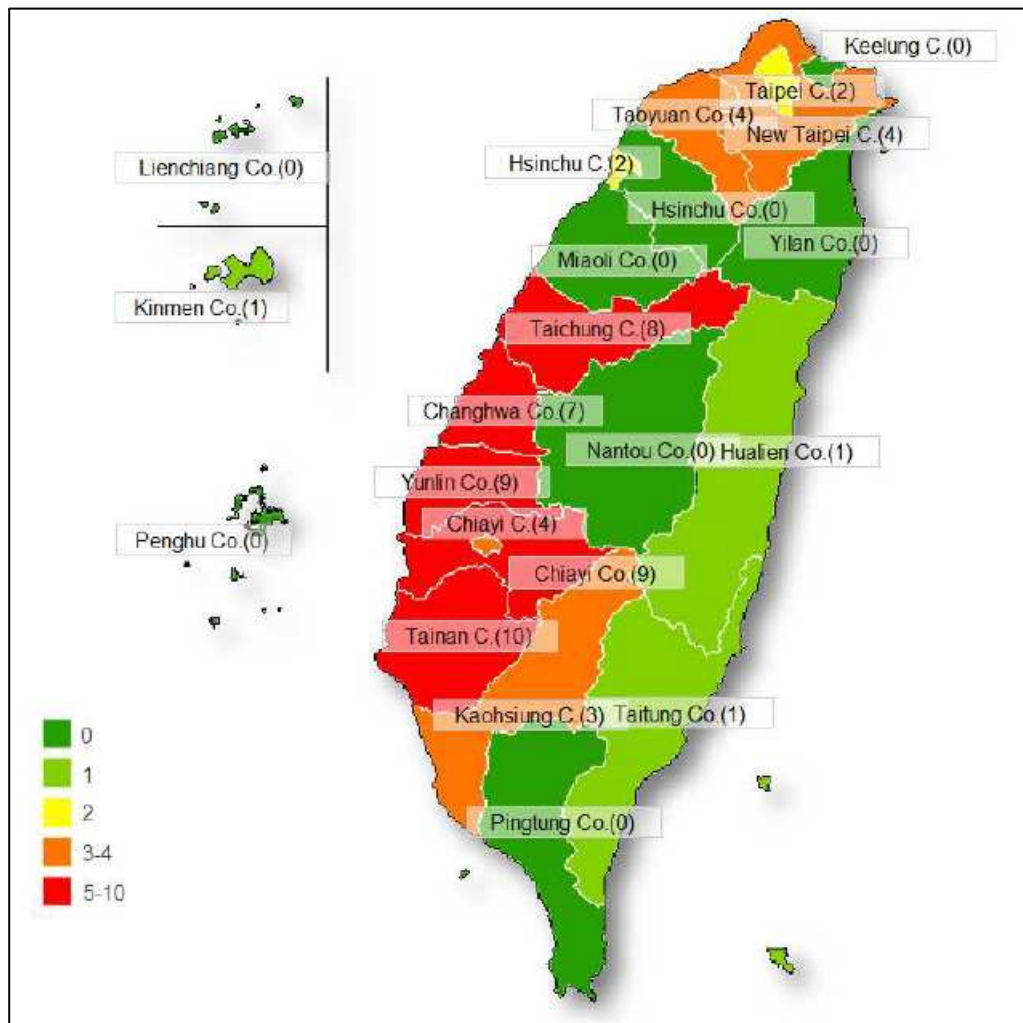 Keelung C.(0)
Taipei C.(2)
Taoyuan Co.(4)
New Taipei C.(4)
Lienchiang Co.(0)
Hsinchu C.(2)
Hsinchu Co.(0)
Yilan Co.(0)
Miaoli Co.(0)
Kinmen Co.(1)
Taichung C.(8)
Changhwa Co.(7)
Nantou Co.(0)
Hualien Co.(1)
Yunlin Co.(9)
Chiayi C.(4)
Penghu Co.(0)
Chiayi Co.(9)
Tainan C.(10)
Kaohsiung C.(3)
Taitung Co.(1)
Pingtung Co.(0)
0
1
2
3-4
5-10